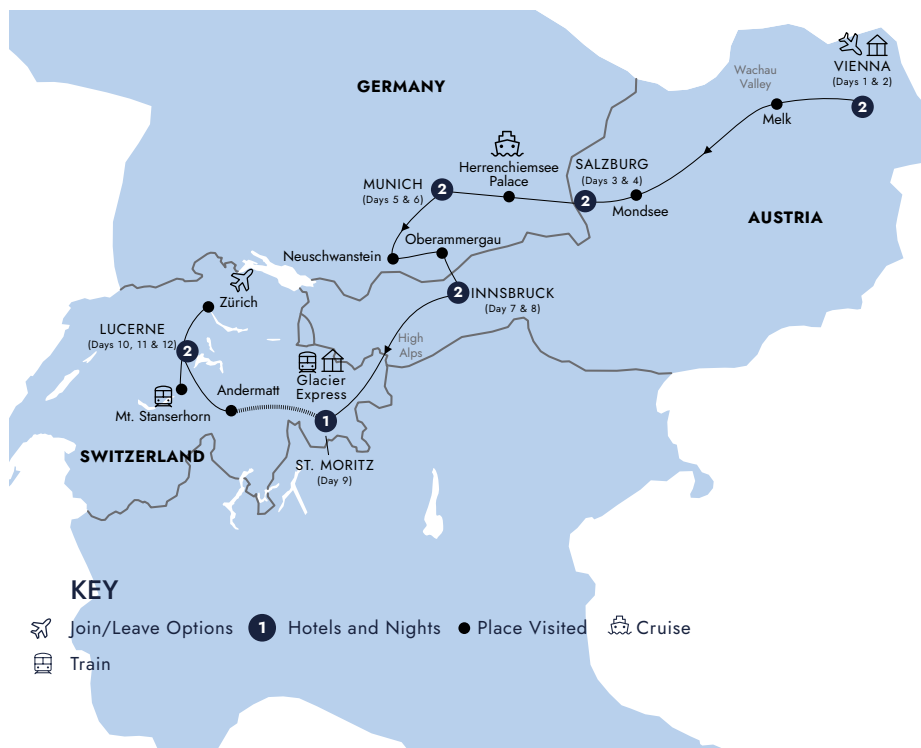 GERMANY
Wachau
Valley
VIENNA
(Days 1 & 2)
2
Melk
Herrenchiemsee
Palace
SALZBURG
(Days 3 & 4)
2
Mondsee
MUNICH
(Days 5 & 6)
2
AUSTRIA
Oberammergau
Neuschwanstein
2
INNSBRUCK
(Day 7 & 8)
Zürich
LUCERNE
(Days 10, 11 & 12)
2
High
Alps
Glacier
Express
Andermatt
Mt. Stanserhorn
1
SWITZERLAND
ST. MORITZ
(Day 9)
KEY
Join/Leave Options
1
Hotels and Nights
Place Visited
Cruise
Train